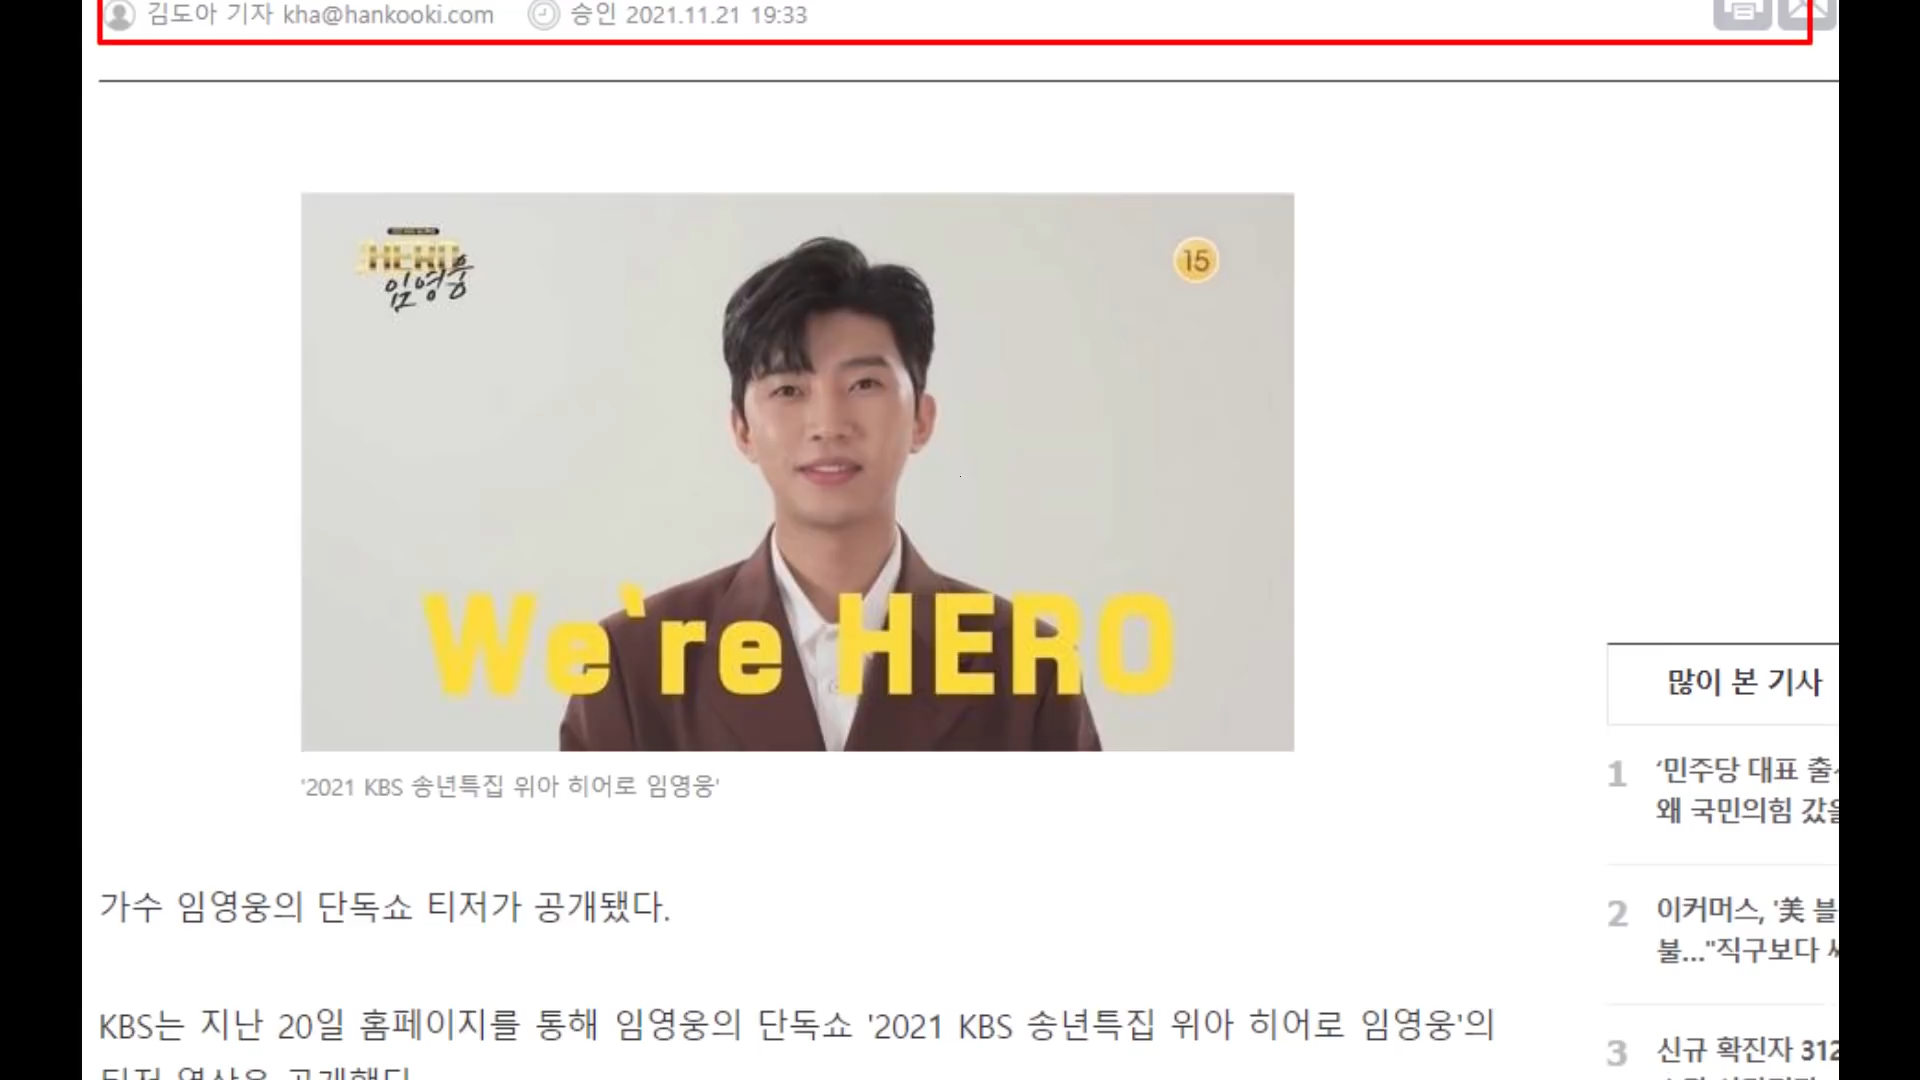 김도아 기자 kha@hankooki.com 승인 2021.11.21 19:33
HERO
임영웅
15
We're HERO
'2021 KBS 송년특집 위아 히어로 임영웅'
가수 임영웅의 단독쇼 티저가 공개됐다.
KBS는 지난 20일 홈페이지를 통해 임영웅의 단독쇼 '2021 KBS 송년특집 위아 히어로 임영웅'의
많이 본 기사
1 ‘민주당 대표
왜 국민의힘
2 이커머스, '美 블
불..."직구보다
3 신규 확진자 312